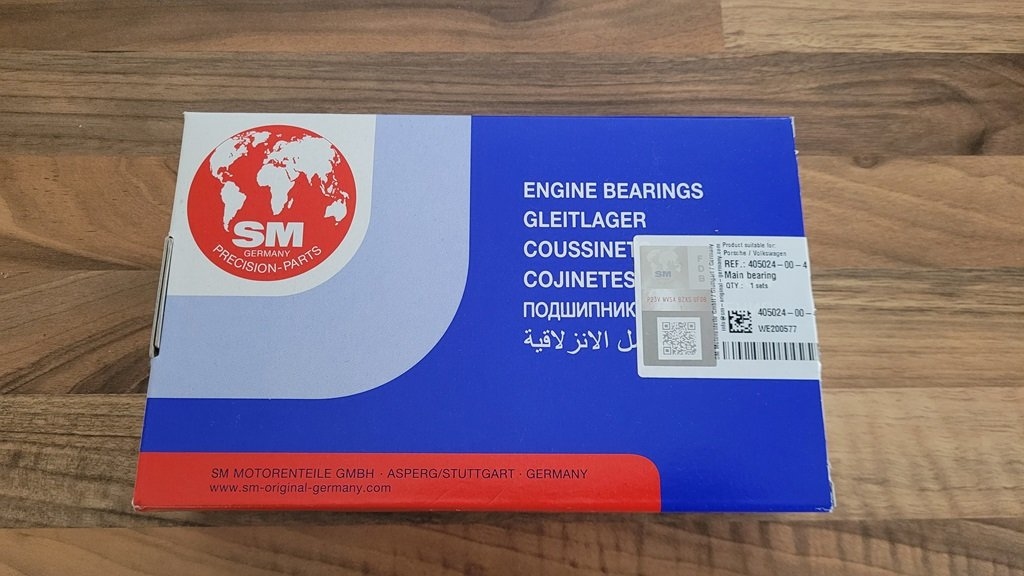 SM
GERMANY
PRECISION-PARTS
ENGINE BEARINGS
GLEITLAGER
COUSSINET
COJINETES
ПОДШИПНИК
الانزلاقية
SM
FDB
Product suitable for:
Porsche / Volkswagen
REF.: 405024-00-4
Main bearing
QTY.: 1 sets
405024-00-
WE200577
SM MOTORENTEILE GMBH · ASPERG/STUTTGART · GERMANY
www.sm-original-germany.com